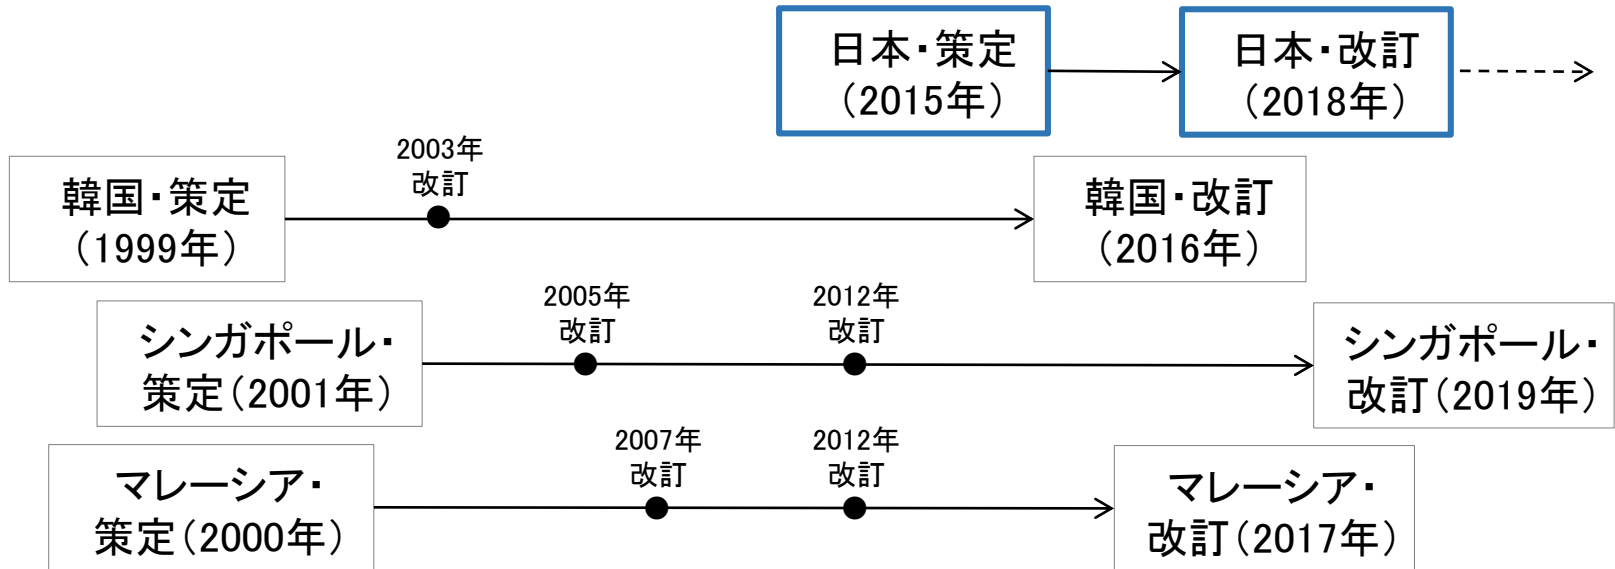 日本・策定
（2015年）
日本・改訂
（2018年）
韓国・策定
（1999年）
2003年
改訂
韓国・改訂
（2016年）
シンガポール・
策定（2001年）
2005年
改訂
2012年
改訂
シンガポール・
改訂（2019年）
マレーシア・
策定（2000年）
2007年
改訂
2012年
改訂
マレーシア・
改訂（2017年）